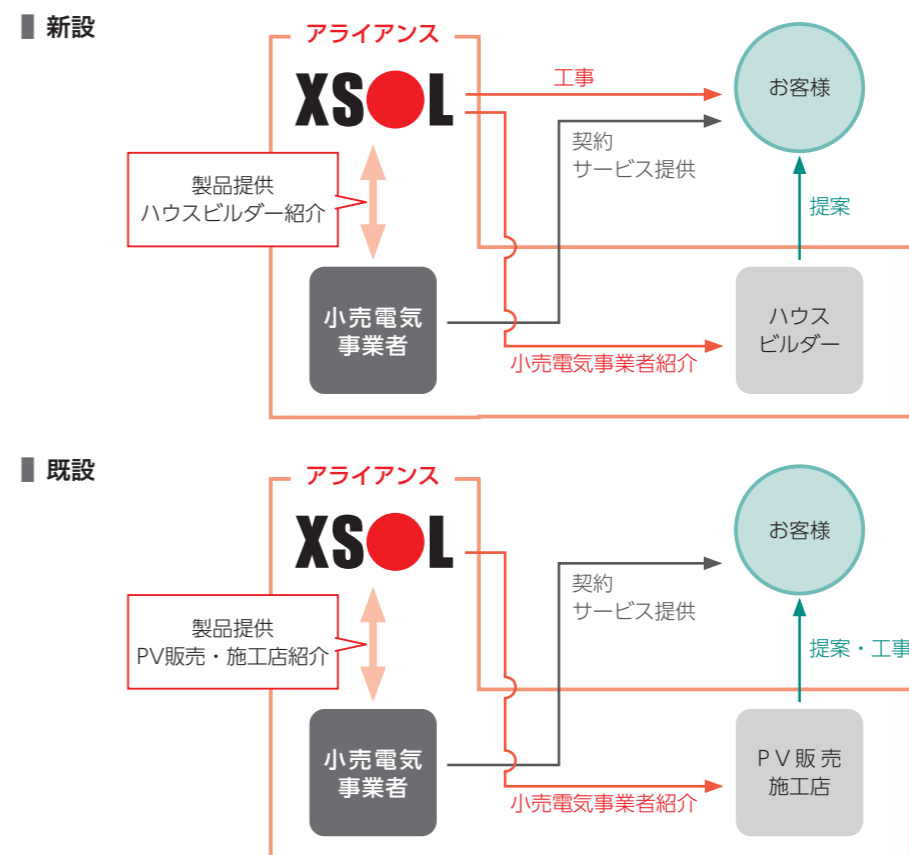 新設
アライアンス
XSOL
工事
お客様
契約
サービス提供
製品提供
ハウスビルダー紹介
提案
小売電気
事業者
ハウス
ビルダー
小売電気事業者紹介
既設
アライアンス
XSOL
お客様
契約
サービス提供
製品提供
PV販売・施工店紹介
提案・工事
小売電気
事業者
PV販売
施工店
小売電気事業者紹介